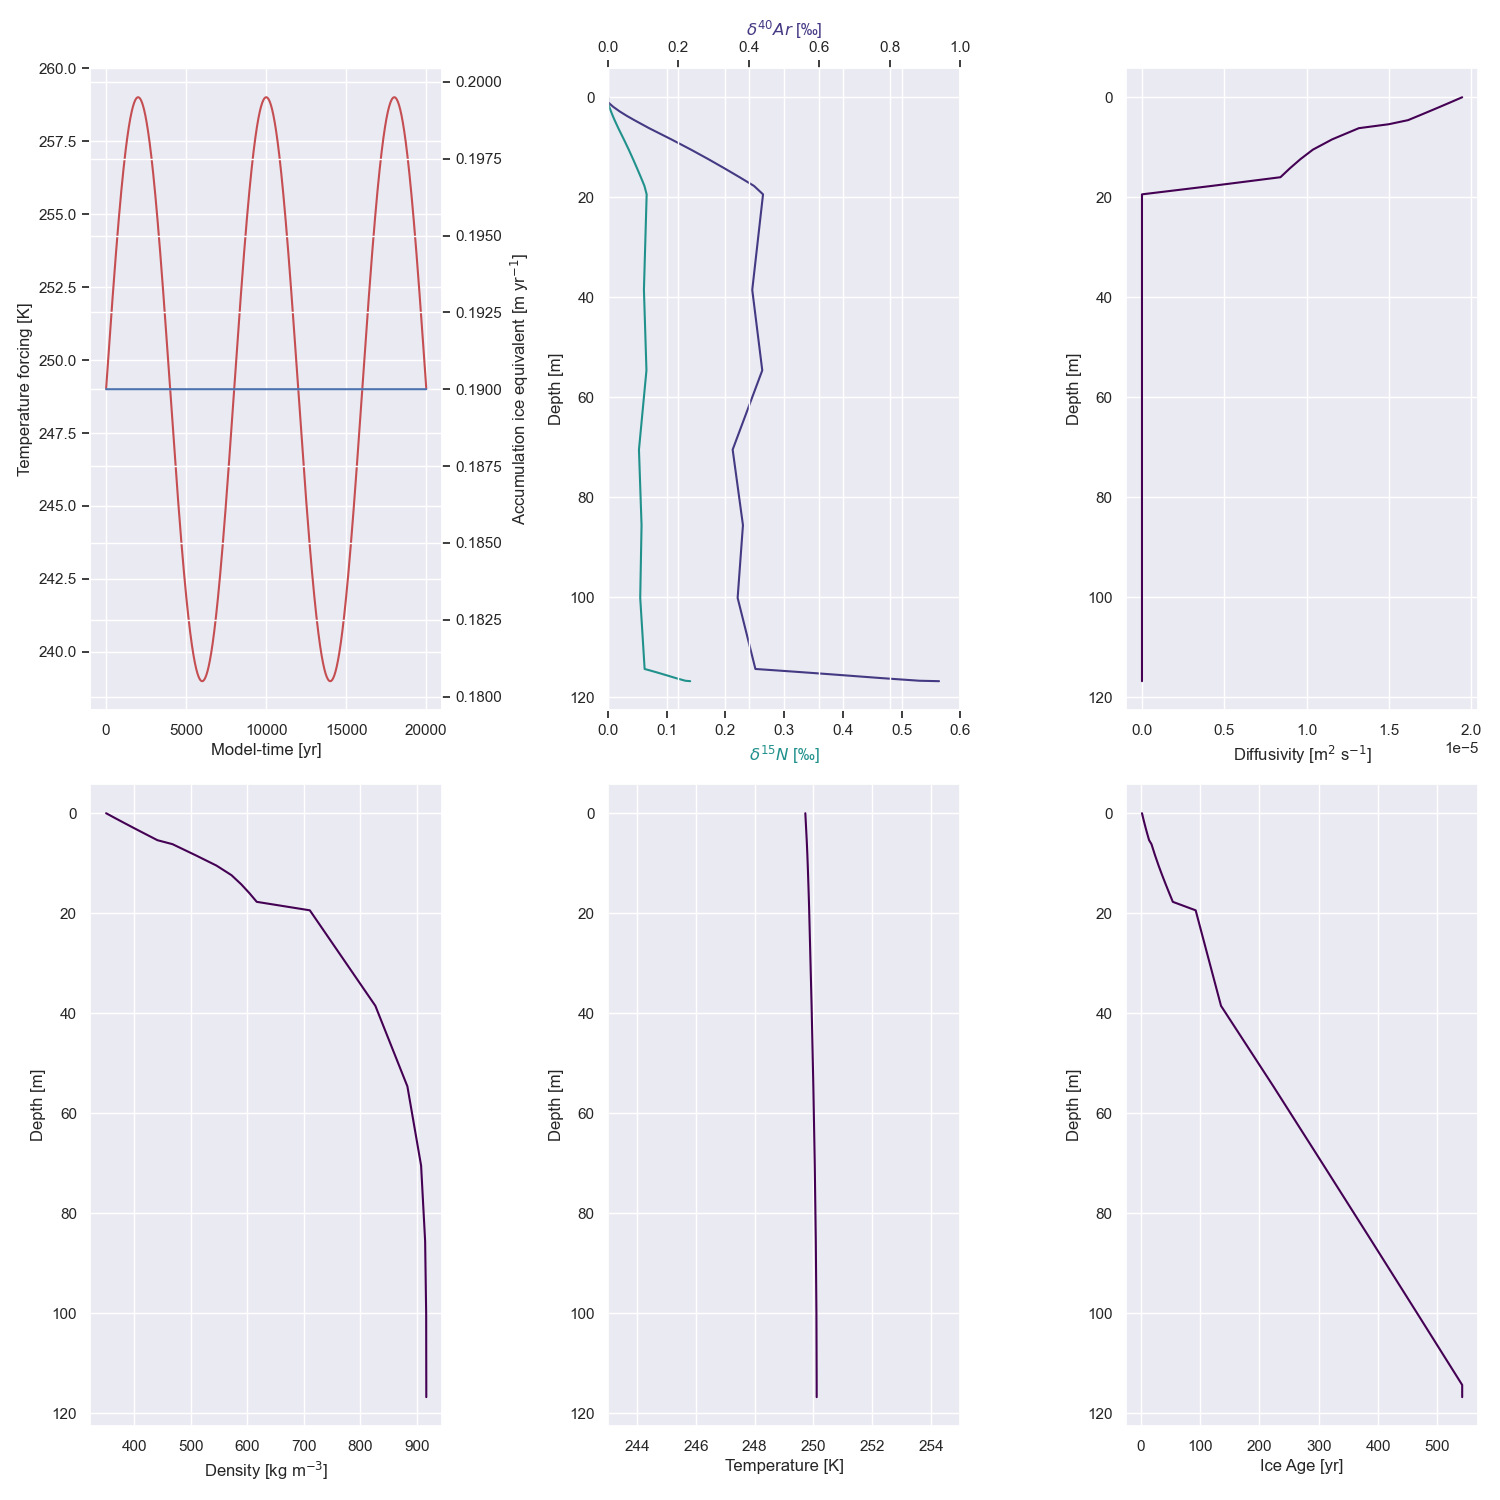 δ⁴⁰Ar [‰]
0.0 0.2 0.4 0.6 0.8 1.0
260.0
257.5
255.0
252.5
250.0
247.5
245.0
242.5
240.0
Temperature forcing [K]
0.2000
0.1975
0.1950
0.1925
0.1900
0.1875
0.1850
0.1825
0.1800
Accumulation ice equivalent [m yr⁻¹]
0 5000 10000 15000 20000
Model-time [yr]
0
20
40
60
80
100
120
Depth [m]
0.0 0.1 0.2 0.3 0.4 0.5 0.6
δ¹⁵N [‰]
0
20
40
60
80
100
120
Depth [m]
0.0 0.5 1.0 1.5 2.0
1e−5
Diffusivity [m² s⁻¹]
0
20
40
60
80
100
120
Depth [m]
400 500 600 700 800 900
Density [kg m⁻³]
0
20
40
60
80
100
120
Depth [m]
244 246 248 250 252 254
Temperature [K]
0
20
40
60
80
100
120
Depth [m]
0 100 200 300 400 500
Ice Age [yr]